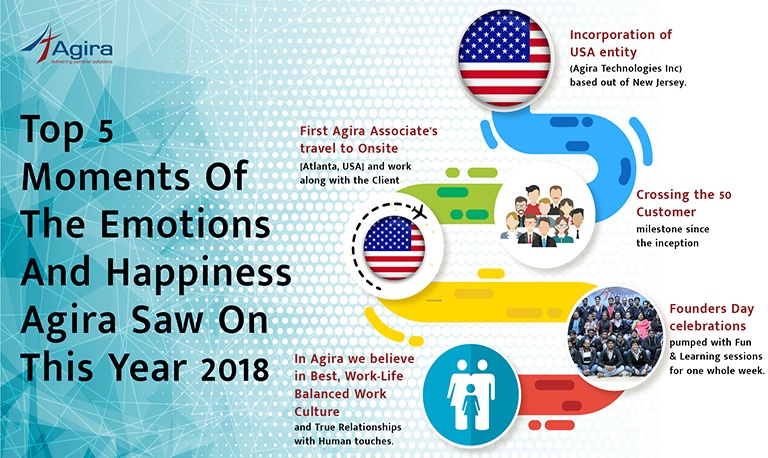 Agira
delivering world-class solutions
Top 5
Moments Of
The Emotions
And Happiness
Agira Saw On
This Year 2018
Incorporation of
USA entity
(Agira Technologies Inc)
based out of New Jersey.
Crossing the 50
Customer
milestone since
the inception
First Agira Associate's
travel to Onsite
[Atlanta, USA] and work
along with the Client
Founders Day
celebrations
pumped with Fun
& Learning sessions
for one whole week.
In Agira we believe
in Best, Work-Life
Balanced Work
Culture
and True Relationships
with Human touches.